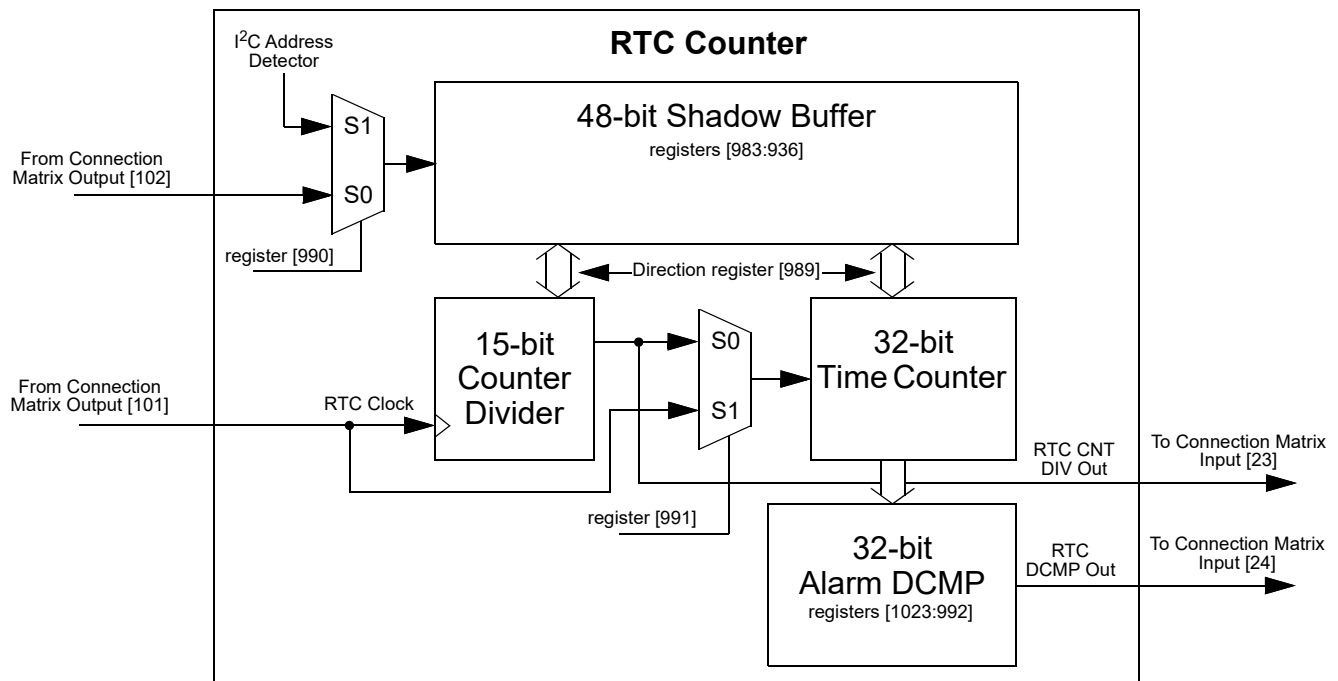 RTC Counter
I²C Address
Detector
48-bit Shadow Buffer
registers [983:936]
S1
S0
From Connection
Matrix Output [102]
register [990]
Direction register [989]
15-bit
Counter
Divider
S0
S1
32-bit
Time Counter
From Connection
Matrix Output [101]
RTC Clock
RTC CNT
DIV Out
To Connection Matrix
Input [23]
register [991]
32-bit
Alarm DCMP
registers [1023:992]
RTC
DCMP Out
To Connection Matrix
Input [24]